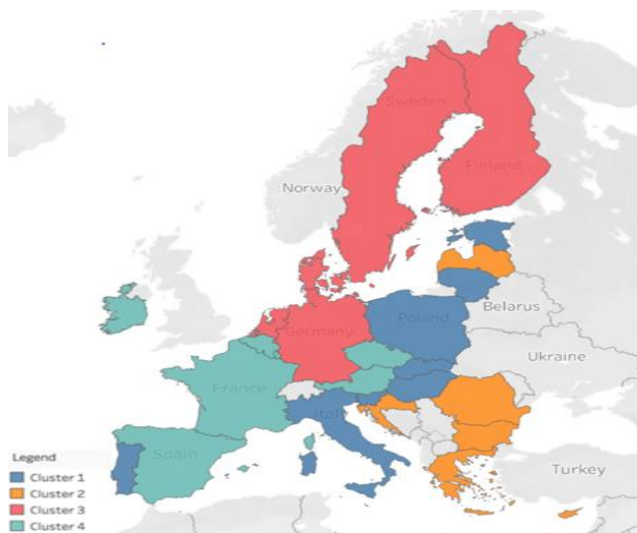 Sweden
Finland
Norway
Belarus
Poland
Germany
Ukraine
France
Italy
Spain
Turkey
Legend
Cluster 1
Cluster 2
Cluster 3
Cluster 4